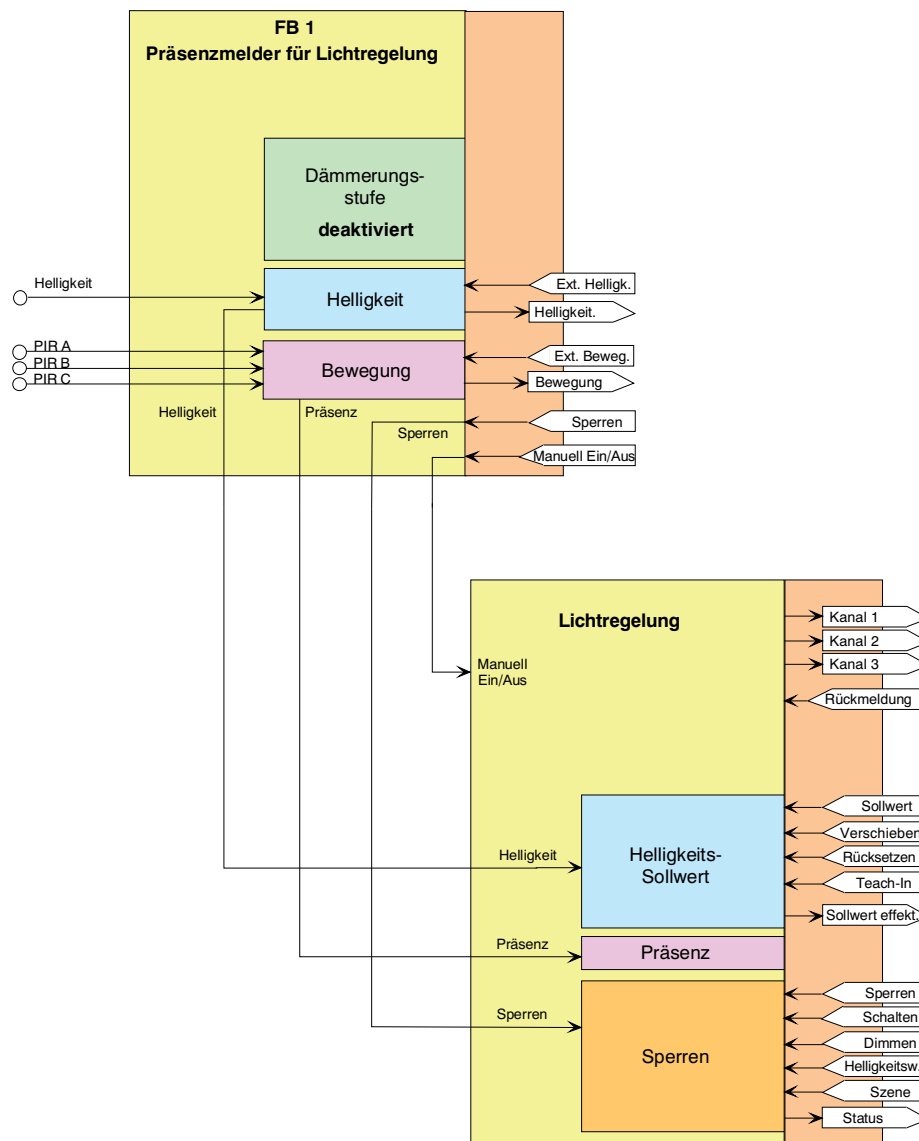 FB 1
Präsenzmelder für Lichtregelung
Dämmerungs-
stufe
deaktiviert
Helligkeit
Helligkeit
Ext. Helligk.
Helligkeit.
PIR A
PIR B
PIR C
Bewegung
Ext. Beweg.
Bewegung
Helligkeit
Präsenz
Sperren
Sperren
Manuell Ein/Aus
Lichtregelung
Manuell
Ein/Aus
Kanal 1
Kanal 2
Kanal 3
Rückmeldung
Helligkeit
Helligkeits-
Sollwert
Sollwert
Verschieben
Rücksetzen
Teach-In
Sollwert effekt.
Präsenz
Präsenz
Sperren
Sperren
Sperren
Schalten
Dimmen
Helligkeitsw.
Szene
Status